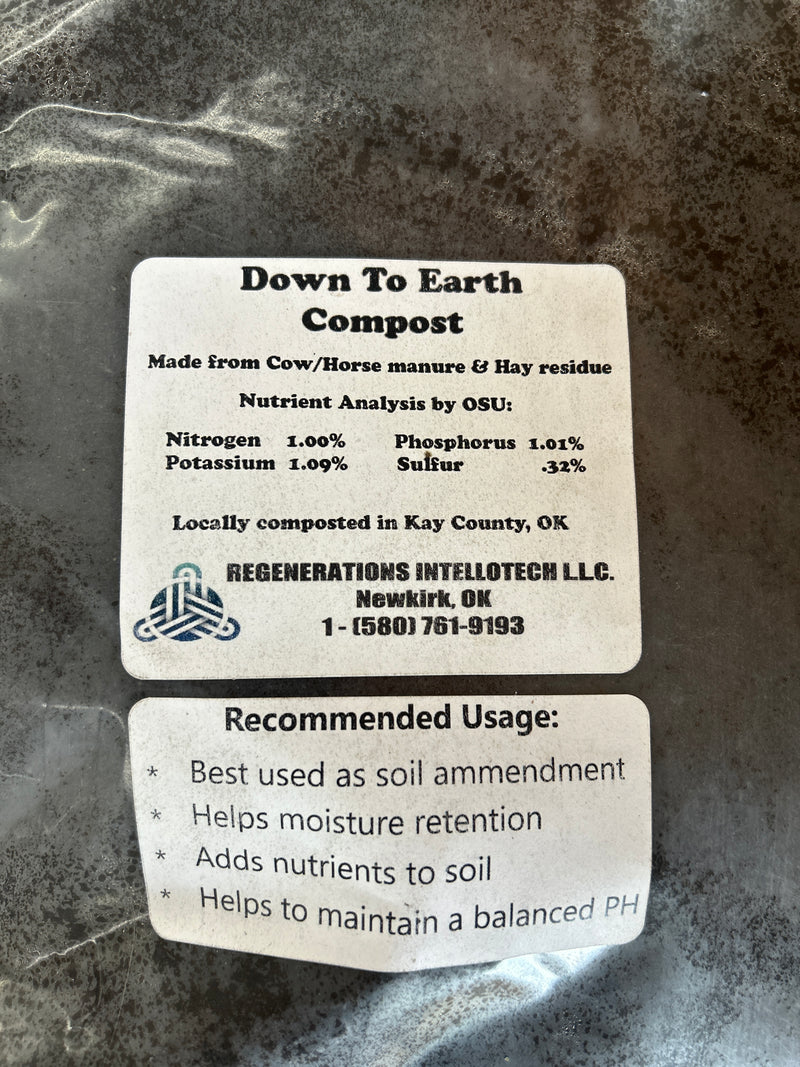 Down To Earth
Compost
Made from Cow/Horse manure & Hay residue
Nutrient Analysis by OSU:
Nitrogen 1.00% Phosphorus 1.01%
Potassium 1.09% Sulfur .32%
Locally composted in Kay County, OK
REGENERATIONS INTELLOTECH LLC.
Newkirk, OK
1 - (580) 761-9193
Recommended Usage:
* Best used as soil ammendment
* Helps moisture retention
* Adds nutrients to soil
* Helps to maintain a balanced PH